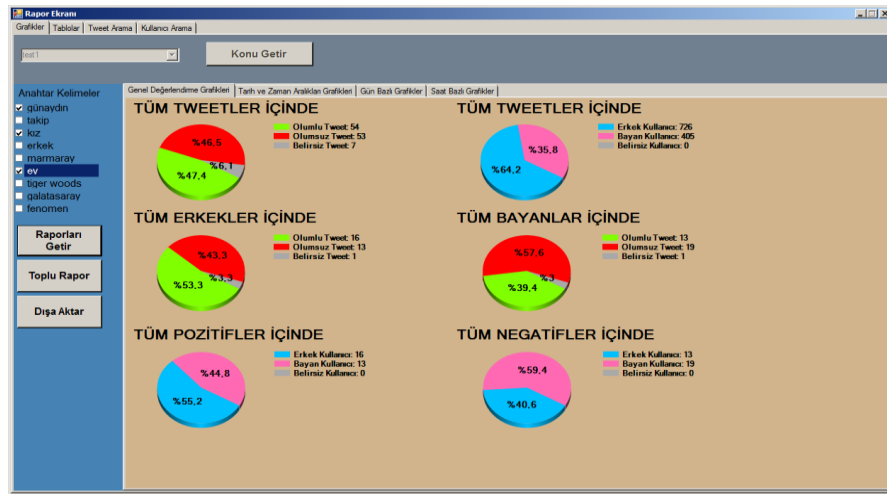 Rapor Ekranı
Grafikler Tablolar Tweet Arama Kullanıcı Arama
test1 Konu Getir
Anahtar Kelimeler
günaydın
takip
kız
erkek
marmaray
ev
tiger woods
galatasaray
fenomen
Raporları
Getir
Toplu Rapor
Dışa Aktar
Genel Değerlendirme Grafikleri Tarih ve Zaman Aralıkları Grafikleri Gün Bazlı Grafikler Saat Bazlı Grafikler
TÜM TWEETLER İÇİNDE
Olumlu Tweet: 54
Olumsuz Tweet: 53
Belirsiz Tweet: 7
%46,5
%6,1
%47,4
TÜM TWEETLER İÇİNDE
Erkek Kullanıcı: 726
Bayan Kullanıcı: 405
Belirsiz Kullanıcı: 0
%35,8
%64,2
TÜM ERKEKLER İÇİNDE
Olumlu Tweet: 16
Olumsuz Tweet: 13
Belirsiz Tweet: 1
%43,3
%3,3
%53,3
TÜM BAYANLAR İÇİNDE
Olumlu Tweet: 13
Olumsuz Tweet: 19
Belirsiz Tweet: 1
%57,6
%3
%39,4
TÜM POZİTİFLER İÇİNDE
Erkek Kullanıcı: 16
Bayan Kullanıcı: 13
Belirsiz Kullanıcı: 0
%44,8
%55,2
TÜM NEGATİFLER İÇİNDE
Erkek Kullanıcı: 13
Bayan Kullanıcı: 19
Belirsiz Kullanıcı: 0
%59,4
%40,6